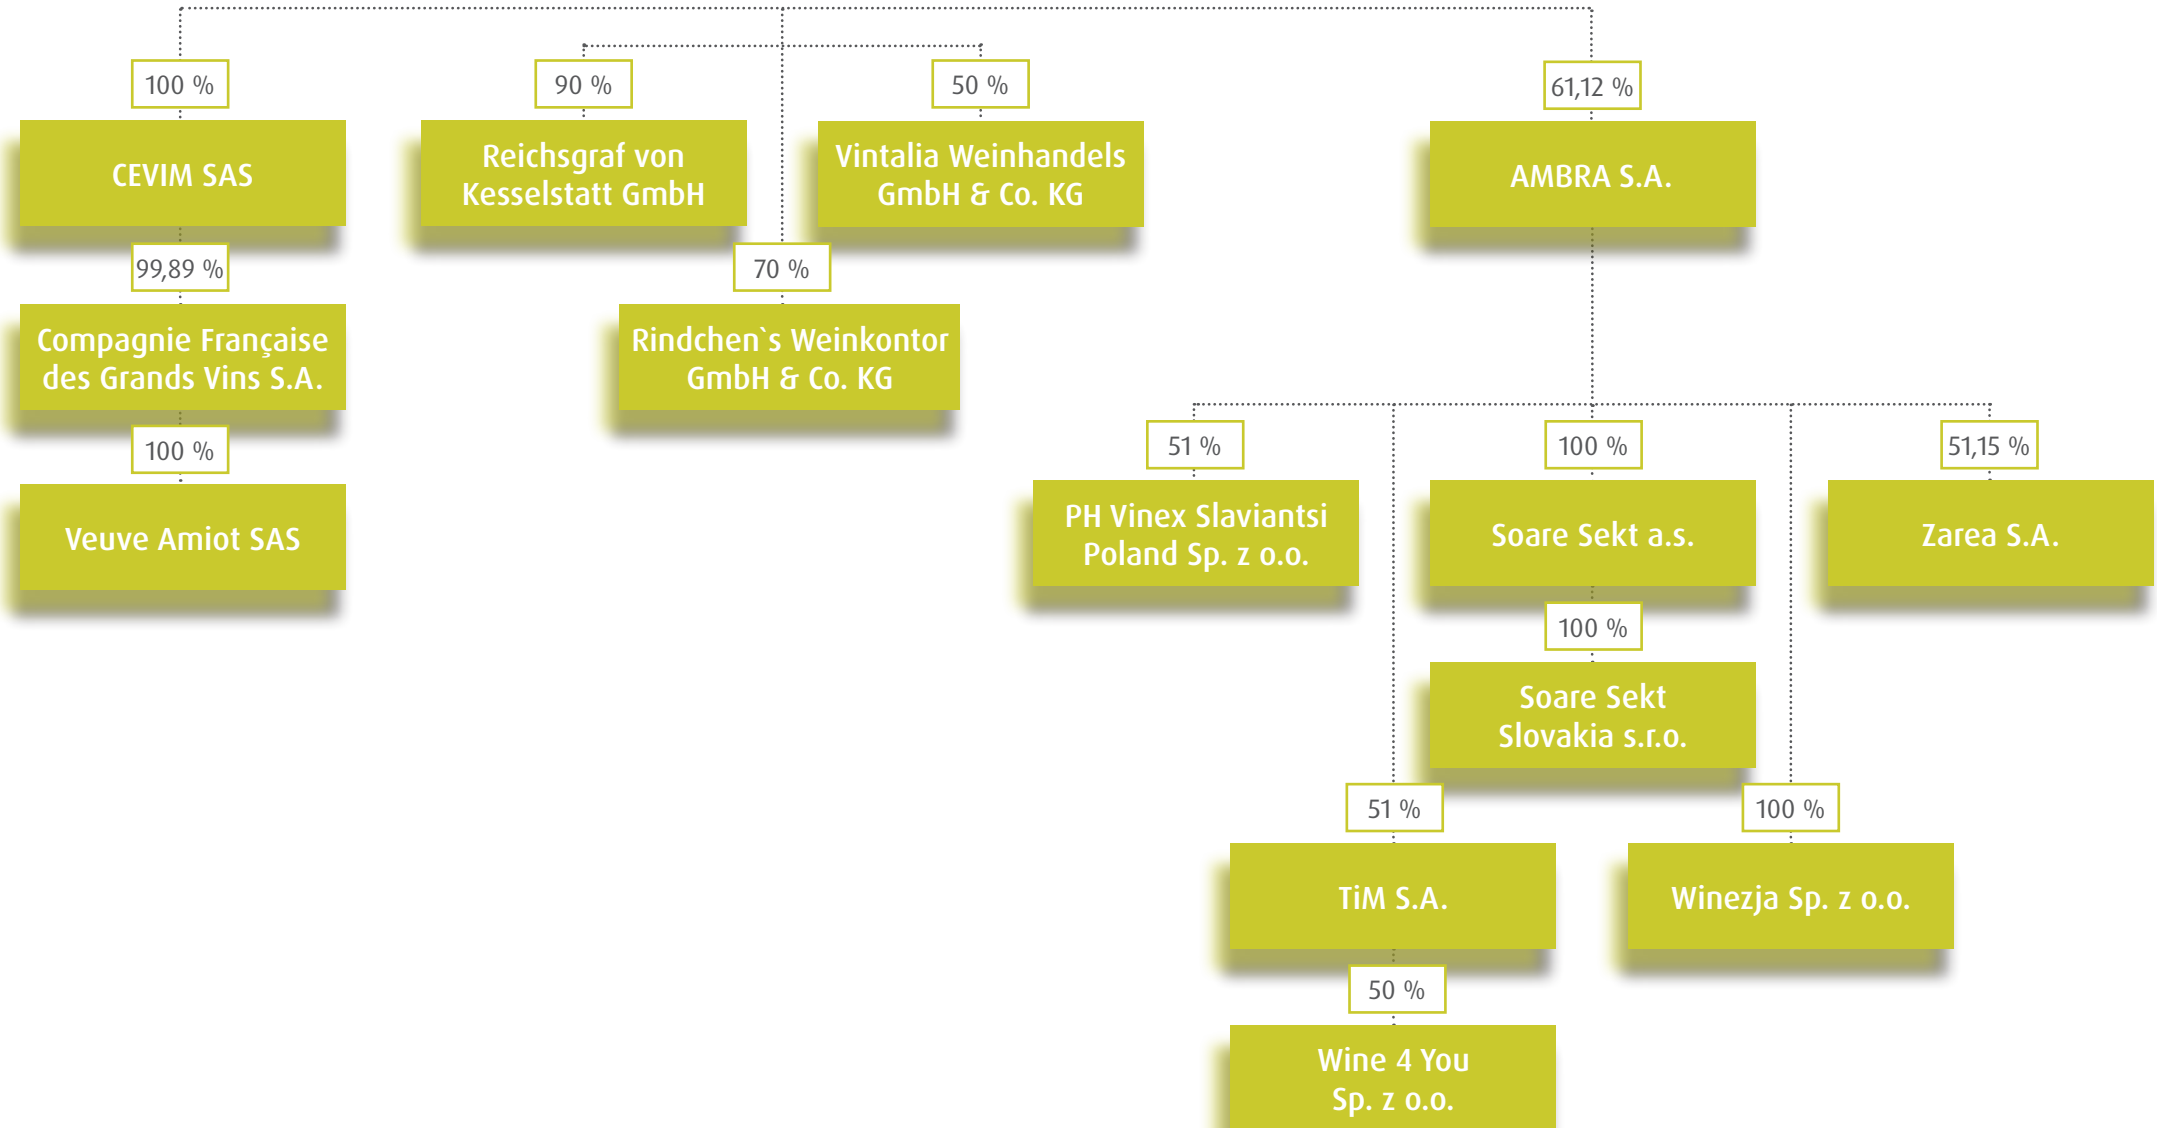 100 %
90 %
50 %
61,12 %
CEVIM SAS
Reichsgraf von
Kesselstatt GmbH
Vintalia Weinhandels
GmbH & Co. KG
AMBRA S.A.
99,89 %
70 %
Compagnie Française
des Grands Vins S.A.
Rindchen`s Weinkontor
GmbH & Co. KG
100 %
51 %
100 %
51,15 %
Veuve Amiot SAS
PH Vinex Slaviantsi
Poland Sp. z o.o.
Soare Sekt a.s.
Zarea S.A.
100 %
Soare Sekt
Slovakia s.r.o.
51 %
100 %
TiM S.A.
Winezja Sp. z o.o.
50 %
Wine 4 You
Sp. z o.o.